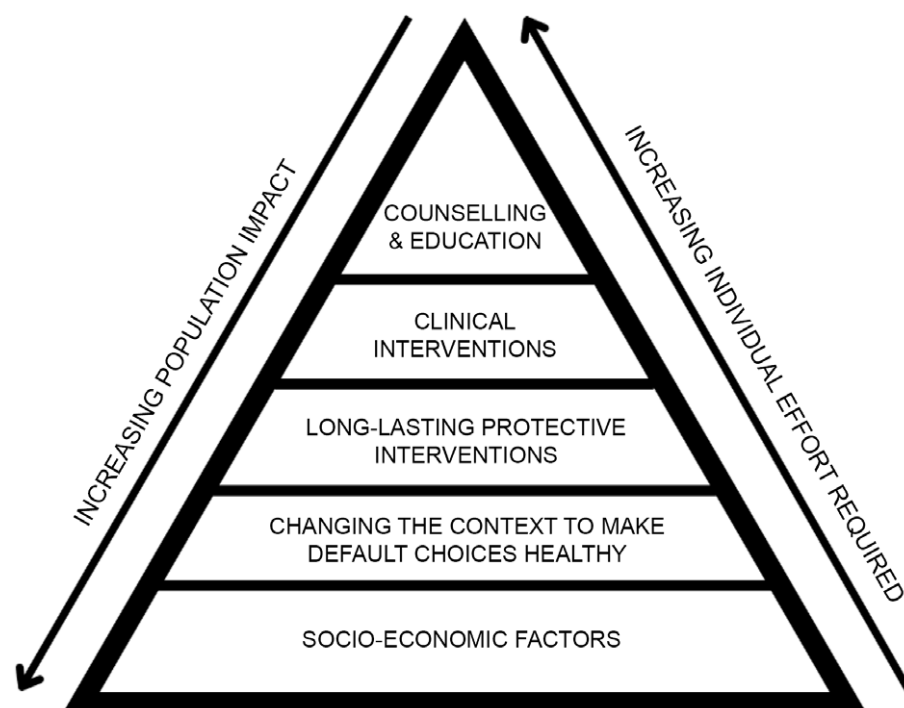 INCREASING POPULATION IMPACT
INCREASING INDIVIDUAL EFFORT REQUIRED
COUNSELLING
& EDUCATION
CLINICAL
INTERVENTIONS
LONG-LASTING PROTECTIVE
INTERVENTIONS
CHANGING THE CONTEXT TO MAKE
DEFAULT CHOICES HEALTHY
SOCIO-ECONOMIC FACTORS